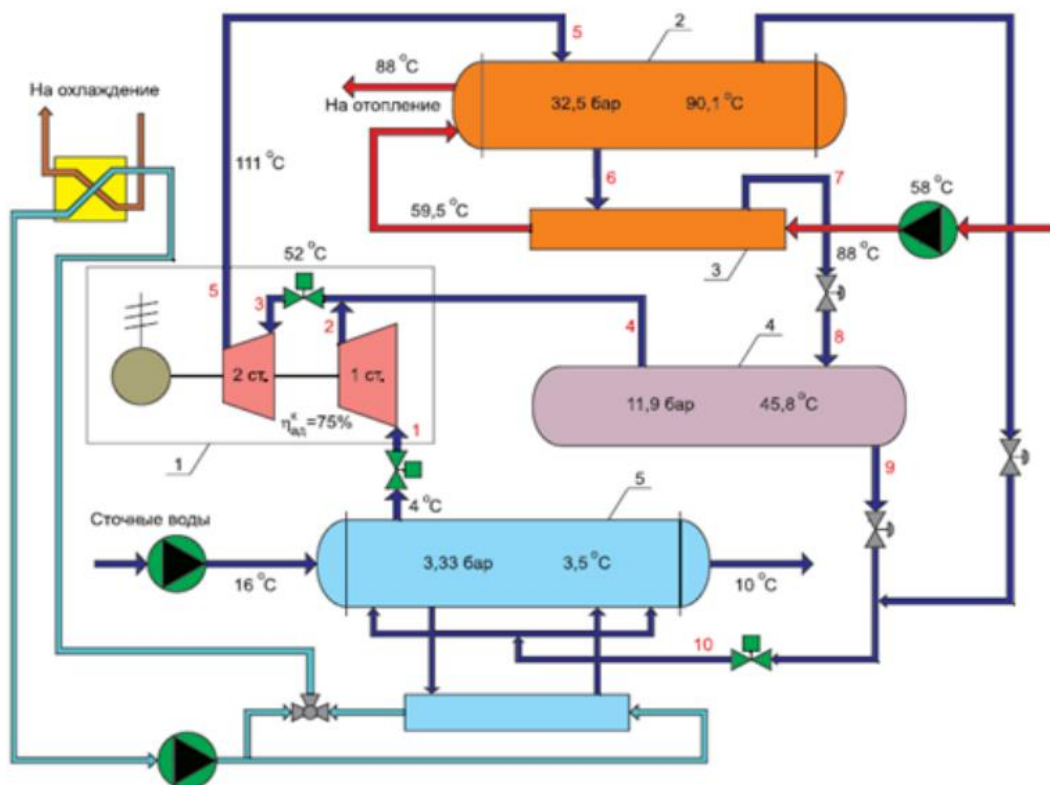 5
2
88 °C
На охлаждение
На отопление
32,5 бар
90,1 °C
111 °C
6
7
58 °C
59,5 °C
52 °C
3
88 °C
5
3
2
4
8
4
2 ст.
1 ст.
11,9 бар
45,8 °C
η к ад =75%
1
1
9
5
4 °C
Сточные воды
3,33 бар
3,5 °C
16 °C
10 °C
10